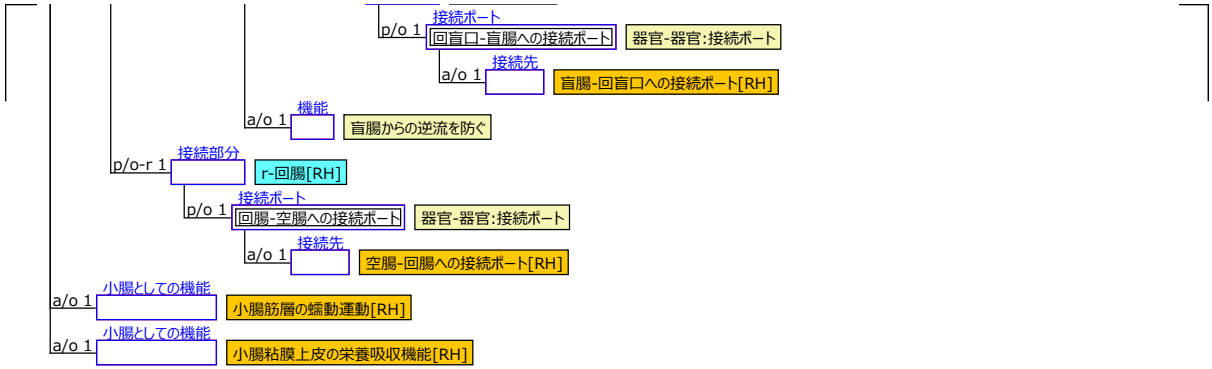 接続ポート
p/o 1 回盲口-盲腸への接続ポート 器官-器官:接続ポート
接続先
a/o 1 盲腸-回盲口への接続ポート[RH]
機能
a/o 1 盲腸からの逆流を防ぐ
接続部分
p/o-r 1 r-回腸[RH]
接続ポート
p/o 1 回腸-空腸への接続ポート 器官-器官:接続ポート
接続先
a/o 1 空腸-回腸への接続ポート[RH]
小腸としての機能
a/o 1 小腸筋層の蠕動運動[RH]
小腸としての機能
a/o 1 小腸粘膜上皮の栄養吸収機能[RH]